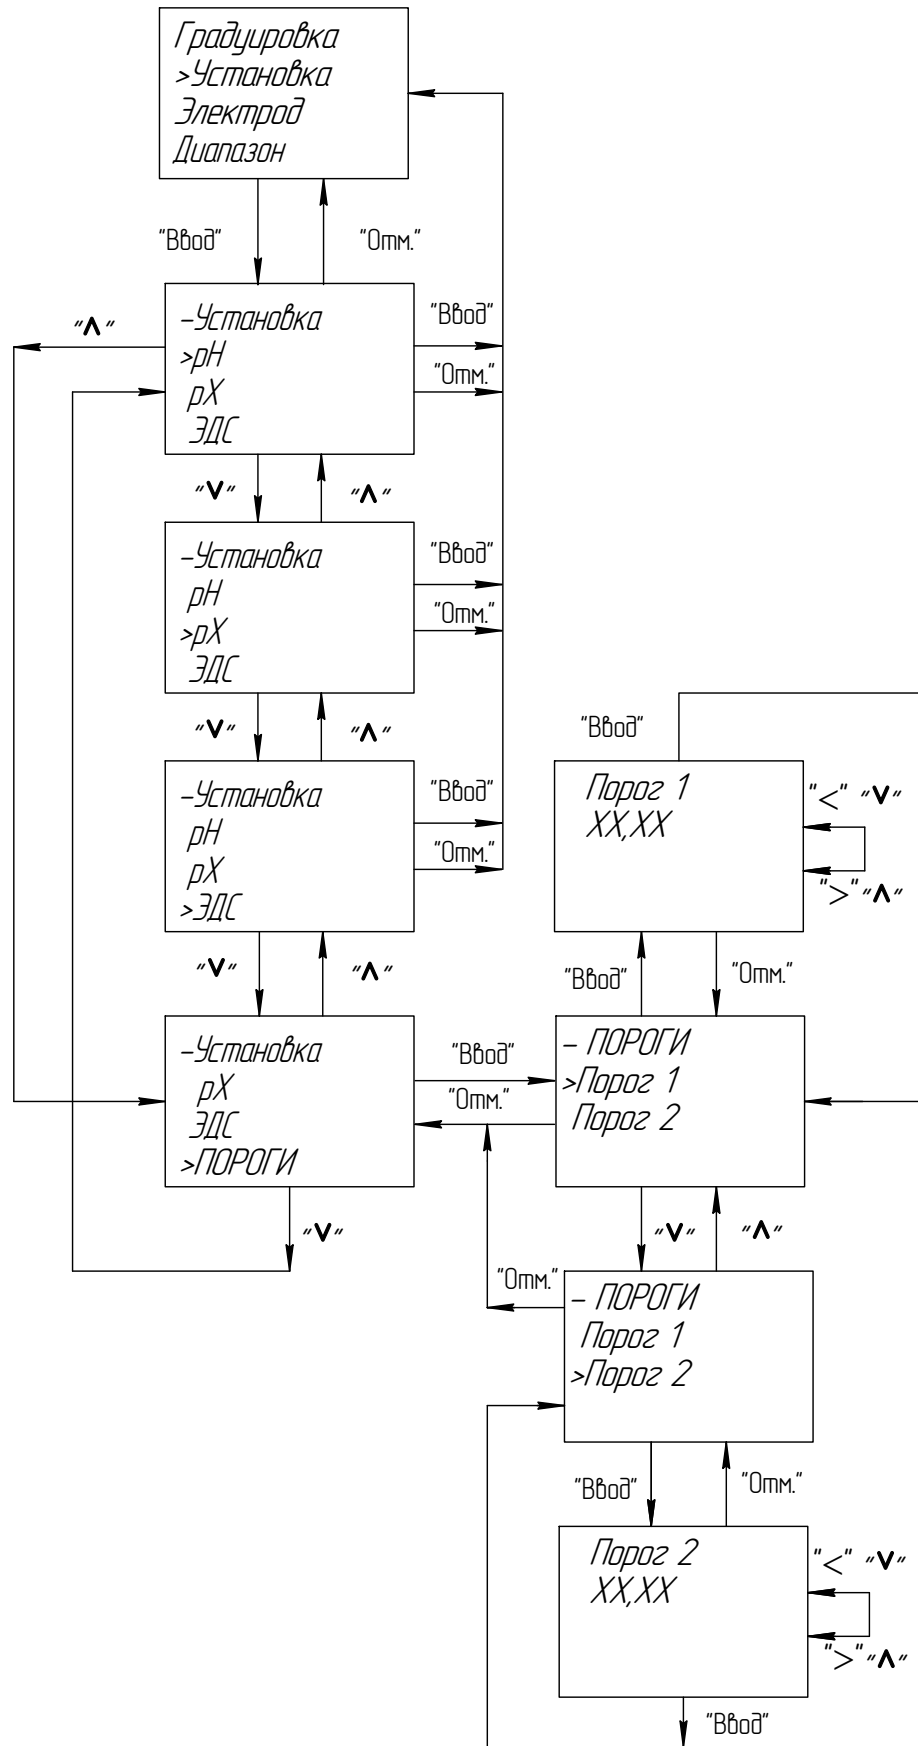 Градуировка
>Установка
Электрод
Диапазон
"Ввод"
"Отм."
"Λ"
-Установка
>pH
pX
ЭДС
"Ввод"
"Отм."
"V"
"Λ"
-Установка
pH
>pX
ЭДС
"Ввод"
"Отм."
"V"
"Λ"
-Установка
pH
pX
>ЭДС
"Ввод"
"Отм."
"V"
"Λ"
-Установка
pX
ЭДС
>ПОРОГИ
"V"
"Ввод"
"Отм."
"Ввод"
Порог 1
XX,XX
"<" "V"
">" "Λ"
"Ввод"
"Отм."
- ПОРОГИ
>Порог 1
Порог 2
"V"
"Λ"
"Отм."
- ПОРОГИ
Порог 1
>Порог 2
"Ввод"
"Отм."
Порог 2
XX,XX
"<" "V"
">" "Λ"
"Ввод"